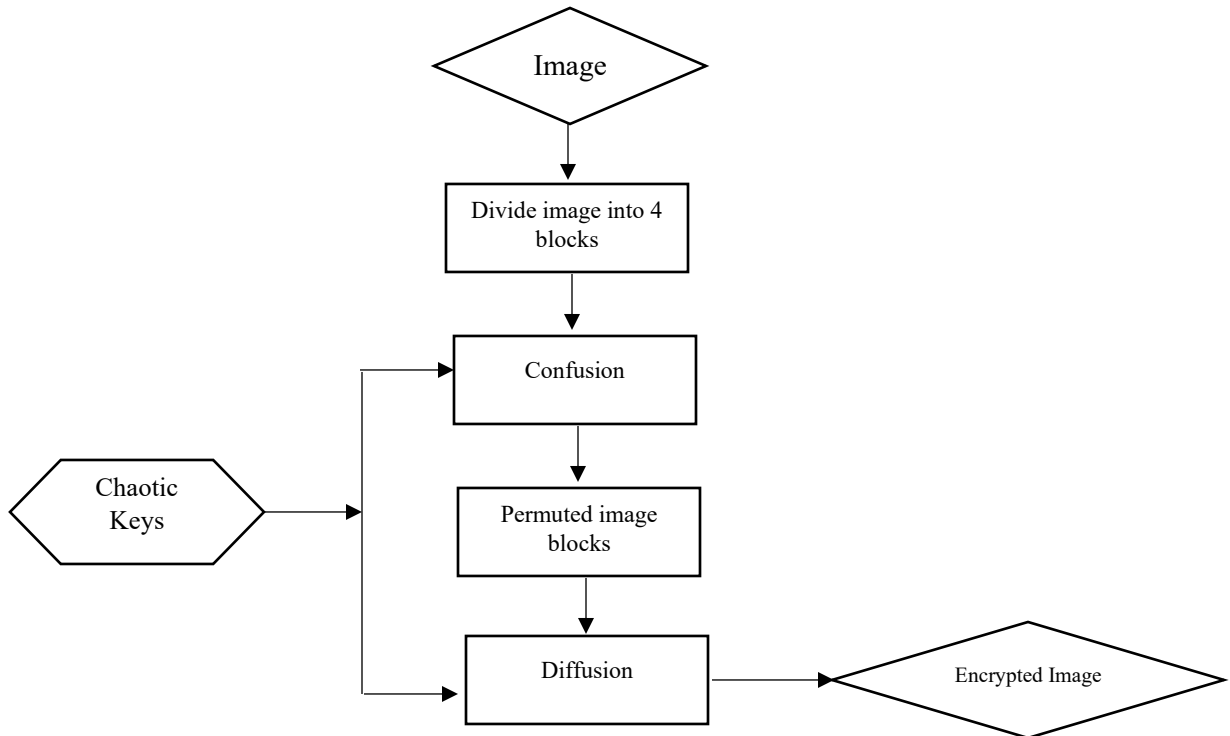 Image
Divide image into 4
blocks
Confusion
Chaotic
Keys
Permuted image
blocks
Diffusion
Encrypted Image